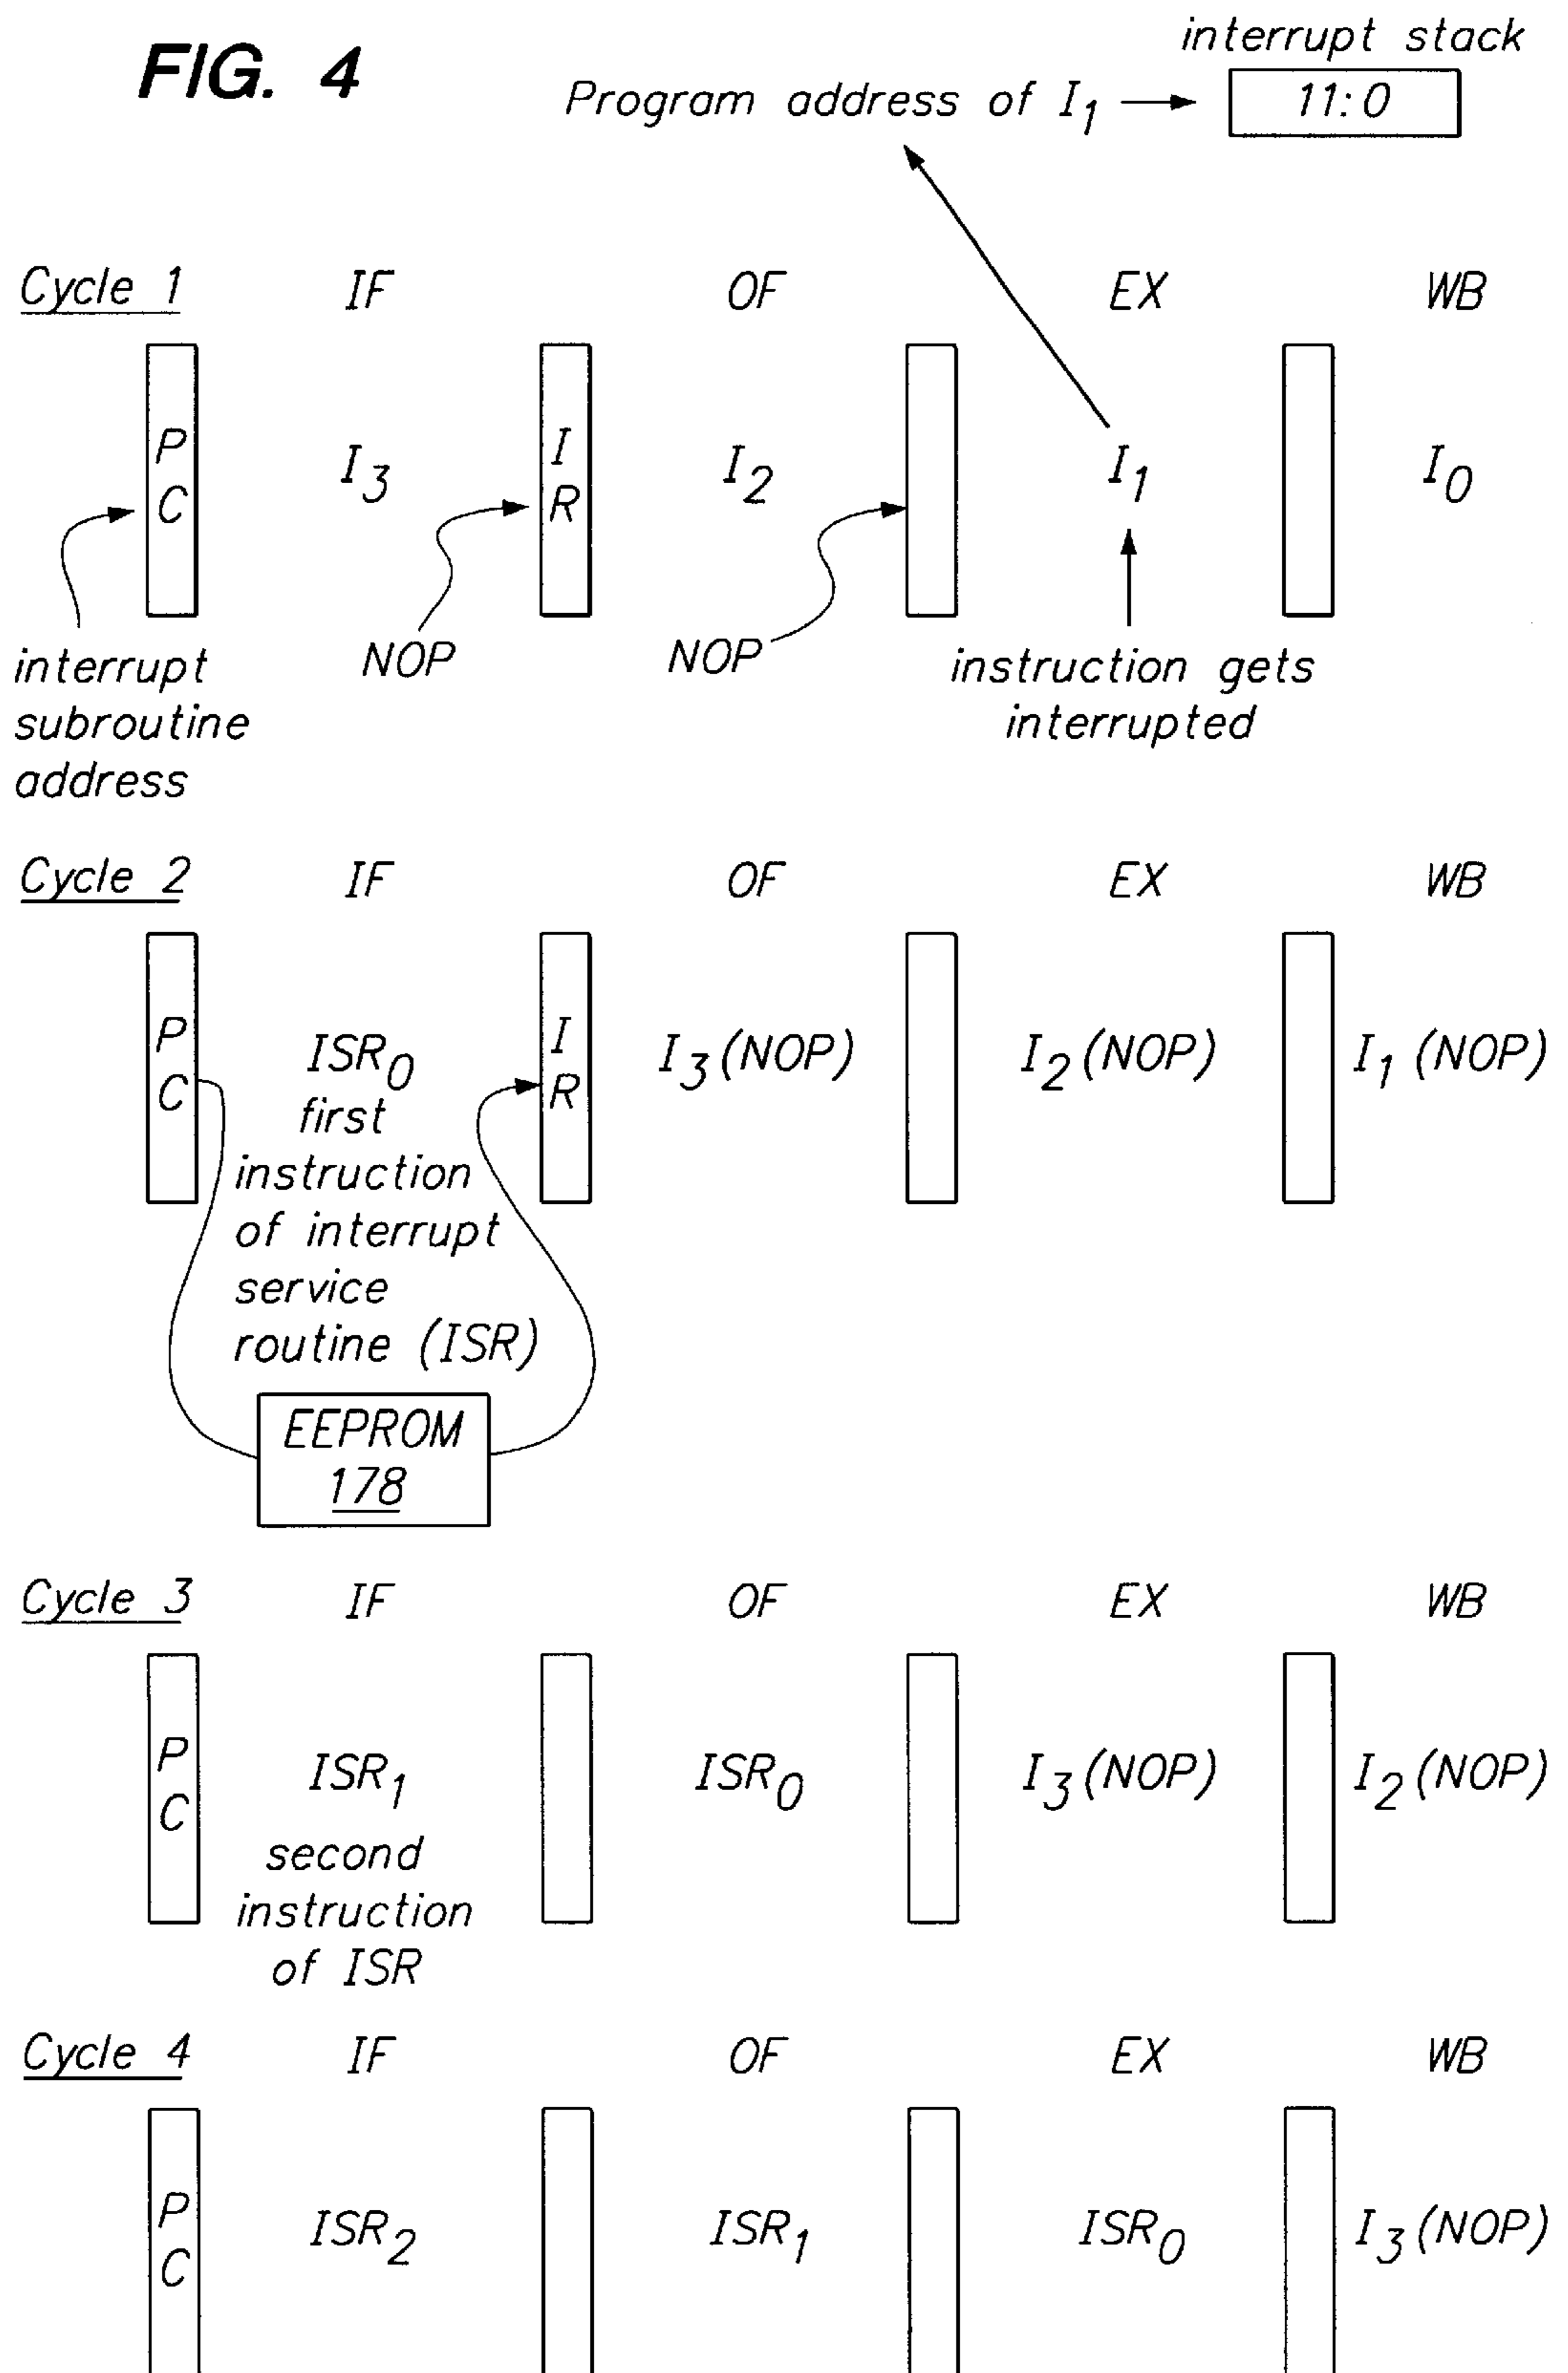 FIG. 4
interrupt stack
Program address of I1
11:0
Cycle 1 IF OF EX WB
P
C
I3
I
R
I2
I1
I0
interrupt
subroutine
address
NOP
NOP
instruction gets
interrupted
Cycle 2 IF OF EX WB
P
C
ISR0
first
instruction
of interrupt
service
routine (ISR)
I
R
I3(NOP)
I2(NOP)
I1 (NOP)
EEPROM
178
Cycle 3 IF OF EX WB
P
C
ISR1
second
instruction
of ISR
ISR0
I3(NOP)
I2(NOP)
Cycle 4 IF OF EX WB
P
C
ISR2
ISR1
ISR0
I3(NOP)